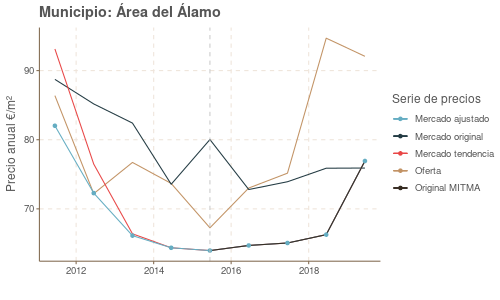 Municipio: Área del Álamo
Precio anual €/m²
90
80
70
2012
2014
2016
2018
Serie de precios
Mercado ajustado
Mercado original
Mercado tendencia
Oferta
Original MITMA